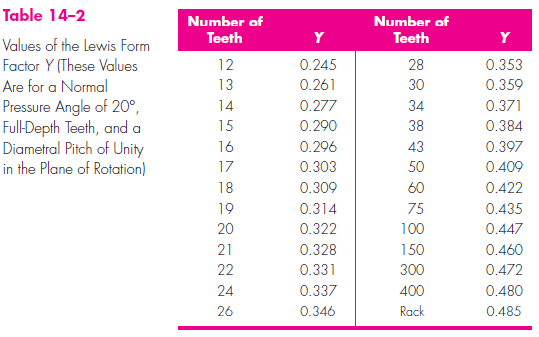 Table 14–2
Values of the Lewis Form
Factor Y (These Values
Are for a Normal
Pressure Angle of 20°,
Full-Depth Teeth, and a
Diametral Pitch of Unity
in the Plane of Rotation)
Number of Teeth Y Number of Teeth Y
12 0.245 28 0.353
13 0.261 30 0.359
14 0.277 34 0.371
15 0.290 38 0.384
16 0.296 43 0.397
17 0.303 50 0.409
18 0.309 60 0.422
19 0.314 75 0.435
20 0.322 100 0.447
21 0.328 150 0.460
22 0.331 300 0.472
24 0.337 400 0.480
26 0.346 Rack 0.485